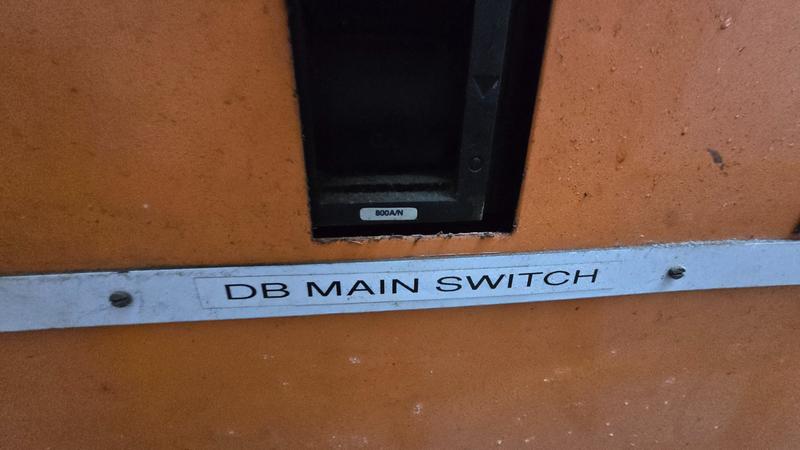 O
800A/N
DB MAIN SWITCH